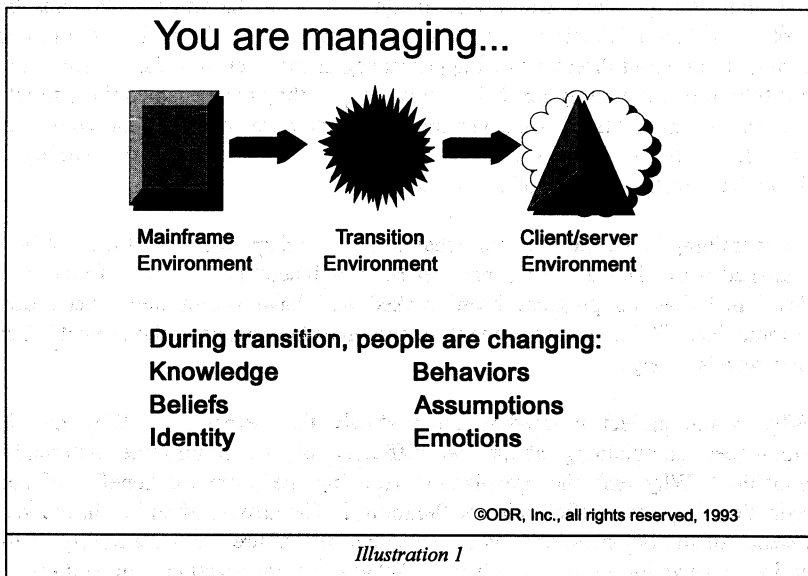 You are managing...
Mainframe Environment
Transition Environment
Client/server Environment
During transition, people are changing:
Knowledge Behaviors
Beliefs Assumptions
Identity Emotions
©ODR, Inc., all rights reserved, 1993
Illustration 1